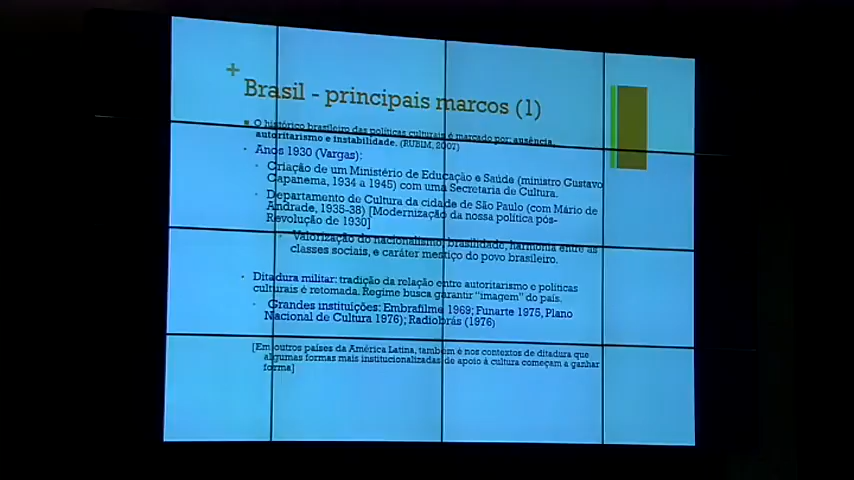 +
Brasil - principais marcos (1)
O histórico brasileiro das políticas culturais é marcado por: ausência,
autoritarismo e instabilidade. (RUBIM, 2007)
Anos 1930 (Vargas):
Criação de um Ministério de Educação e Saúde (ministro Gustavo
Capanema, 1934 a 1945) com uma Secretaria de Cultura.
Departamento de Cultura da cidade de São Paulo (com Mário de
Andrade, 1935-38) [Modernização da nossa política pós-
Revolução de 1930]
Valorização do nacionalismo, brasilidade, harmonia entre as
classes sociais, e caráter mestiço do povo brasileiro.
Ditadura militar: tradição da relação entre autoritarismo e políticas
culturais é retomada. Regime busca garantir "imagem" do país.
Grandes instituições: Embrafilme 1969; Funarte 1975, Plano
Nacional de Cultura 1976); Radiobrás (1976)
[Em outros países da América Latina, também é nos contextos de ditadura que
algumas formas mais institucionalizadas de apoio à cultura começam a ganhar
forma]